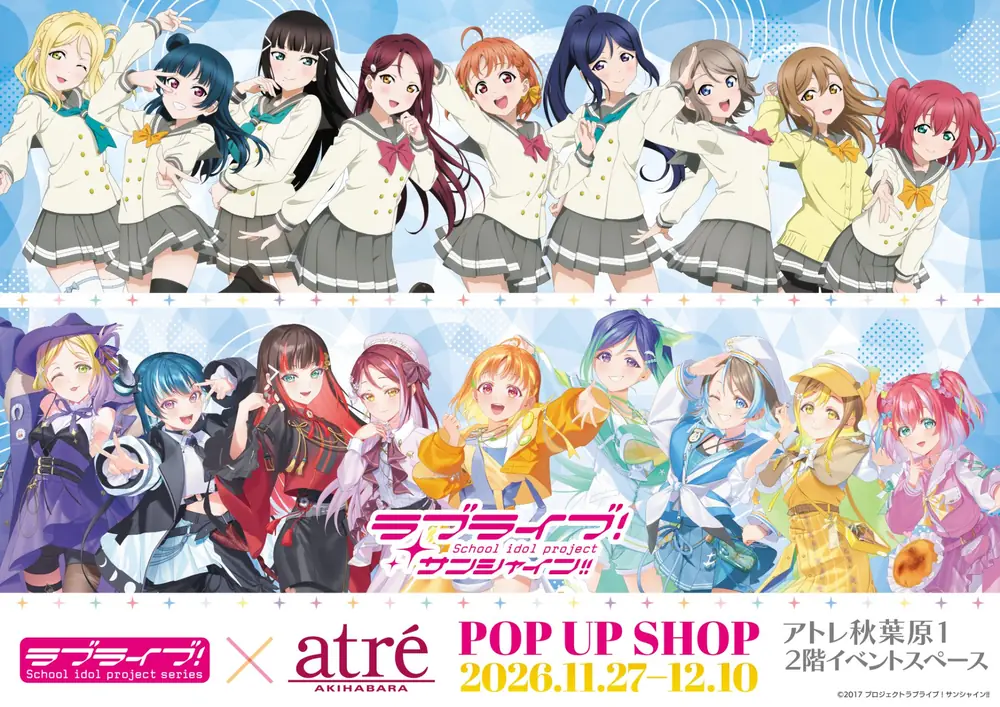 ラブライブ!
School idol project
サンシャイン!!
ラブライブ!
School idol project series
atré
AKIHABARA
POP UP SHOP
2026.11.27–12.10
アトレ秋葉原1
2階イベントスペース
©2017 プロジェクトラブライブ!サンシャイン!!